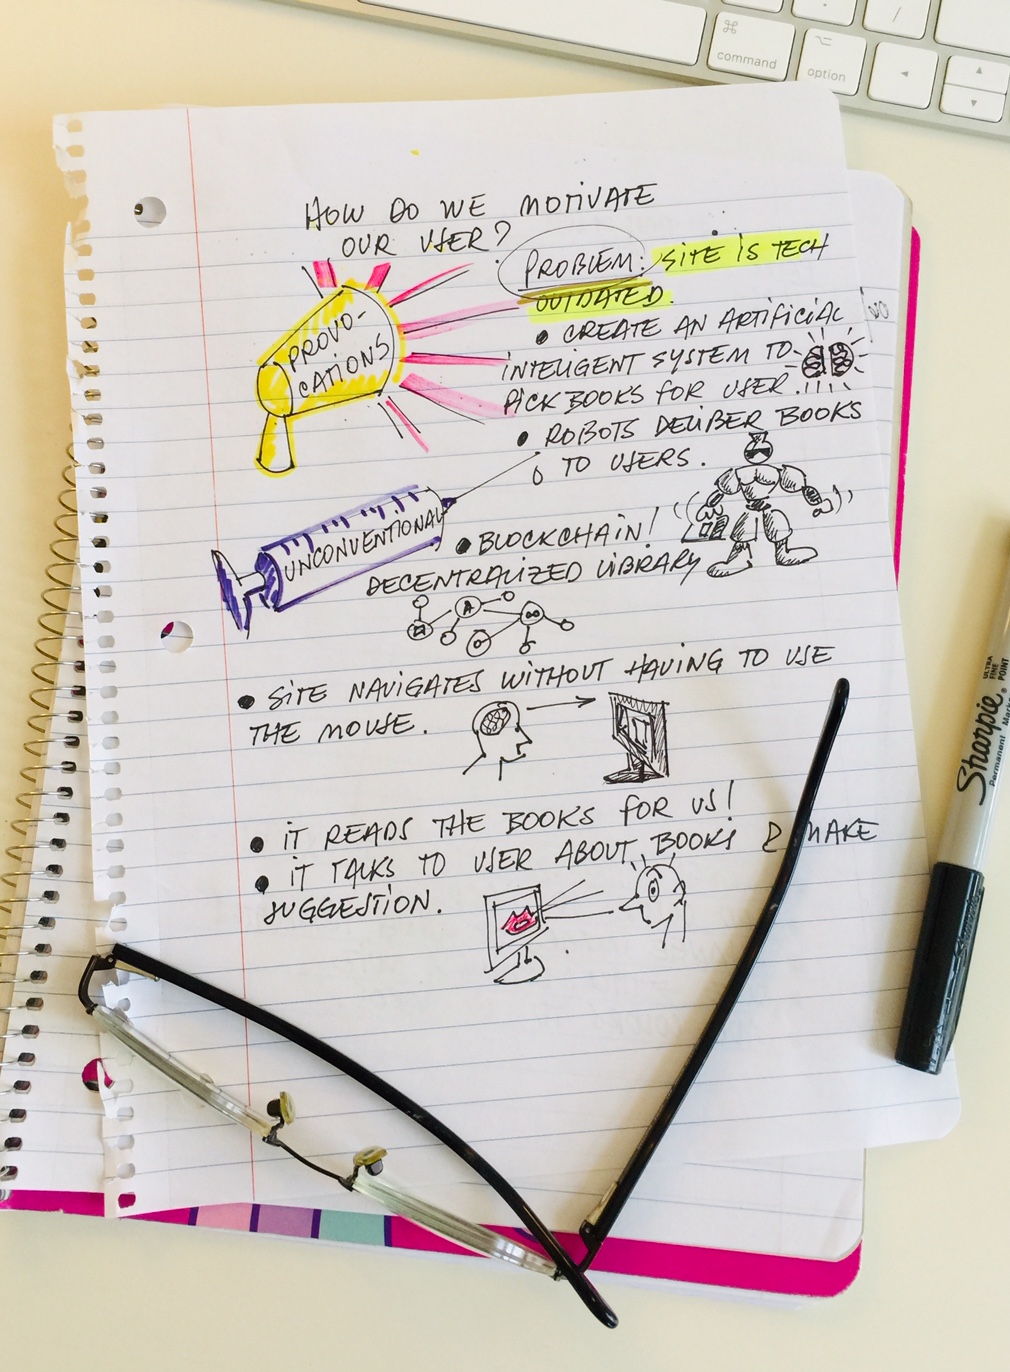 ⌘
command
⌥
option
/
◄
▲
▼
HOW DO WE MOTIVATE
OUR USER?
PROBLEM: SITE IS TECH
OUTDATED.
PROVO-
CATIONS
• CREATE AN ARTIFICIAL
INTELIGENT SYSTEM TO
PICK BOOKS FOR USER.
• ROBOTS DELIBER BOOKS
TO USERS.
UNCONVENTIONAL
• BLOCKCHAIN!
DECENTRALIZED LIBRARY
A
• SITE NAVIGATES WITHOUT HAVING TO USE
THE MOUSE.
• IT READS THE BOOKS FOR US!
• IT TALKS TO USER ABOUT BOOKS & MAKE
SUGGESTION.
Sharpie
Permanent Marker
ULTRA
FINE
POINT